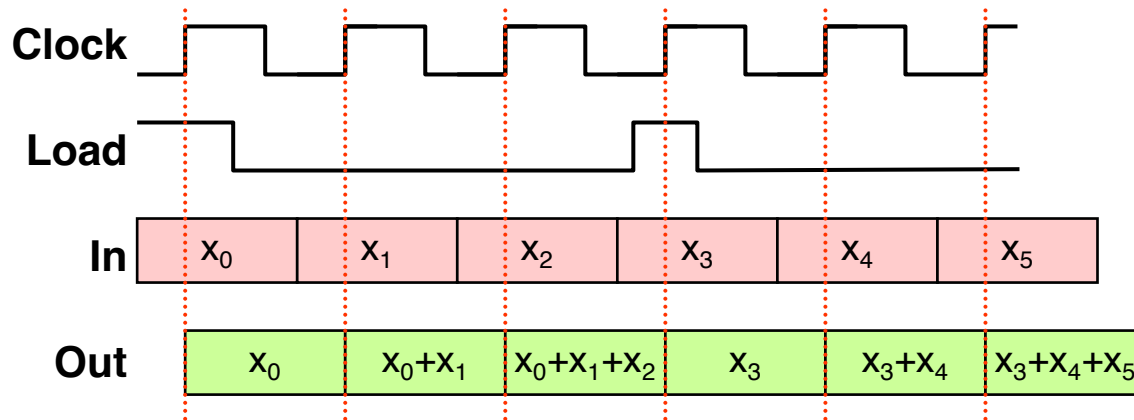 Clock
Load
In x₀ x₁ x₂ x₃ x₄ x₅
Out x₀ x₀+x₁ x₀+x₁+x₂ x₃ x₃+x₄ x₃+x₄+x₅